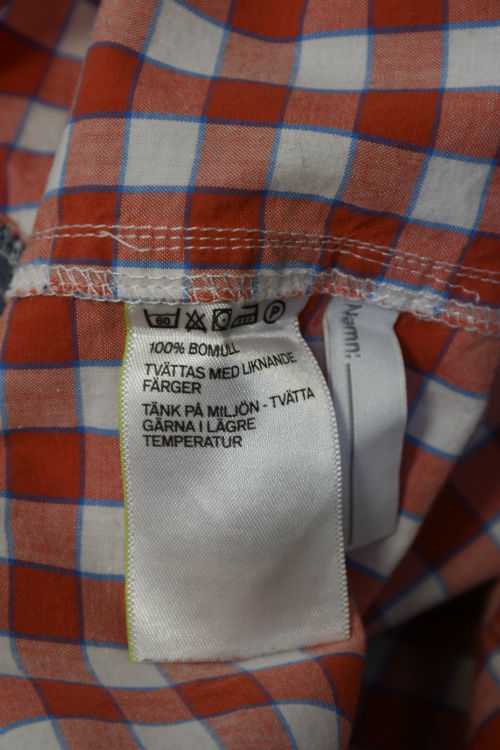 60 P
100% BOMULL
TVÄTTAS MED LIKNANDE
FÄRGER
TÄNK PÅ MILJÖN - TVÄTTA
GÄRNA I LÄGRE
TEMPERATUR
Namn: